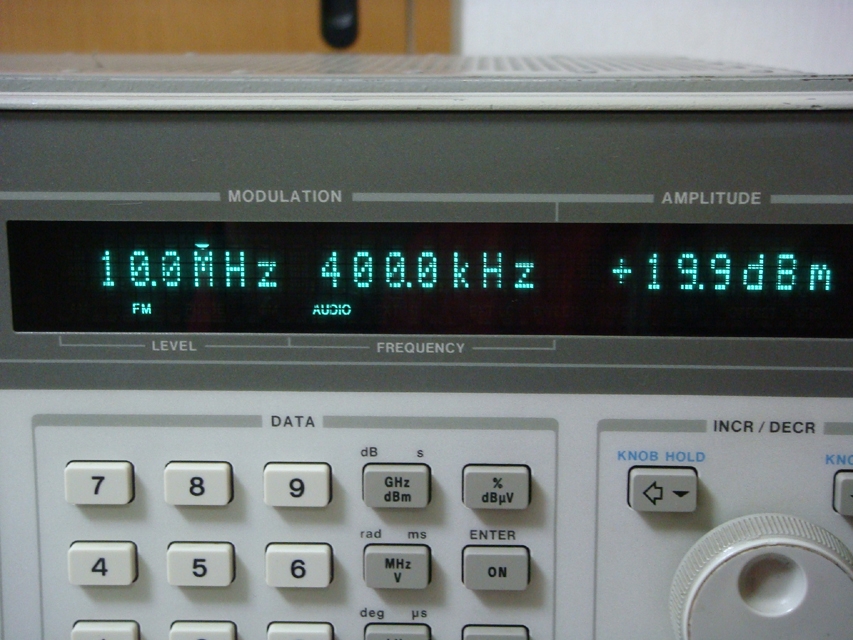 MODULATION AMPLITUDE
10.0MHz 400.0kHz +19.9dBm
FM AUDIO
LEVEL FREQUENCY
DATA INCR / DECR
dB s KNOB HOLD
7 8 9 GHz dBm % dBµV
rad ms ENTER
4 5 6 MHz V ON
deg µs